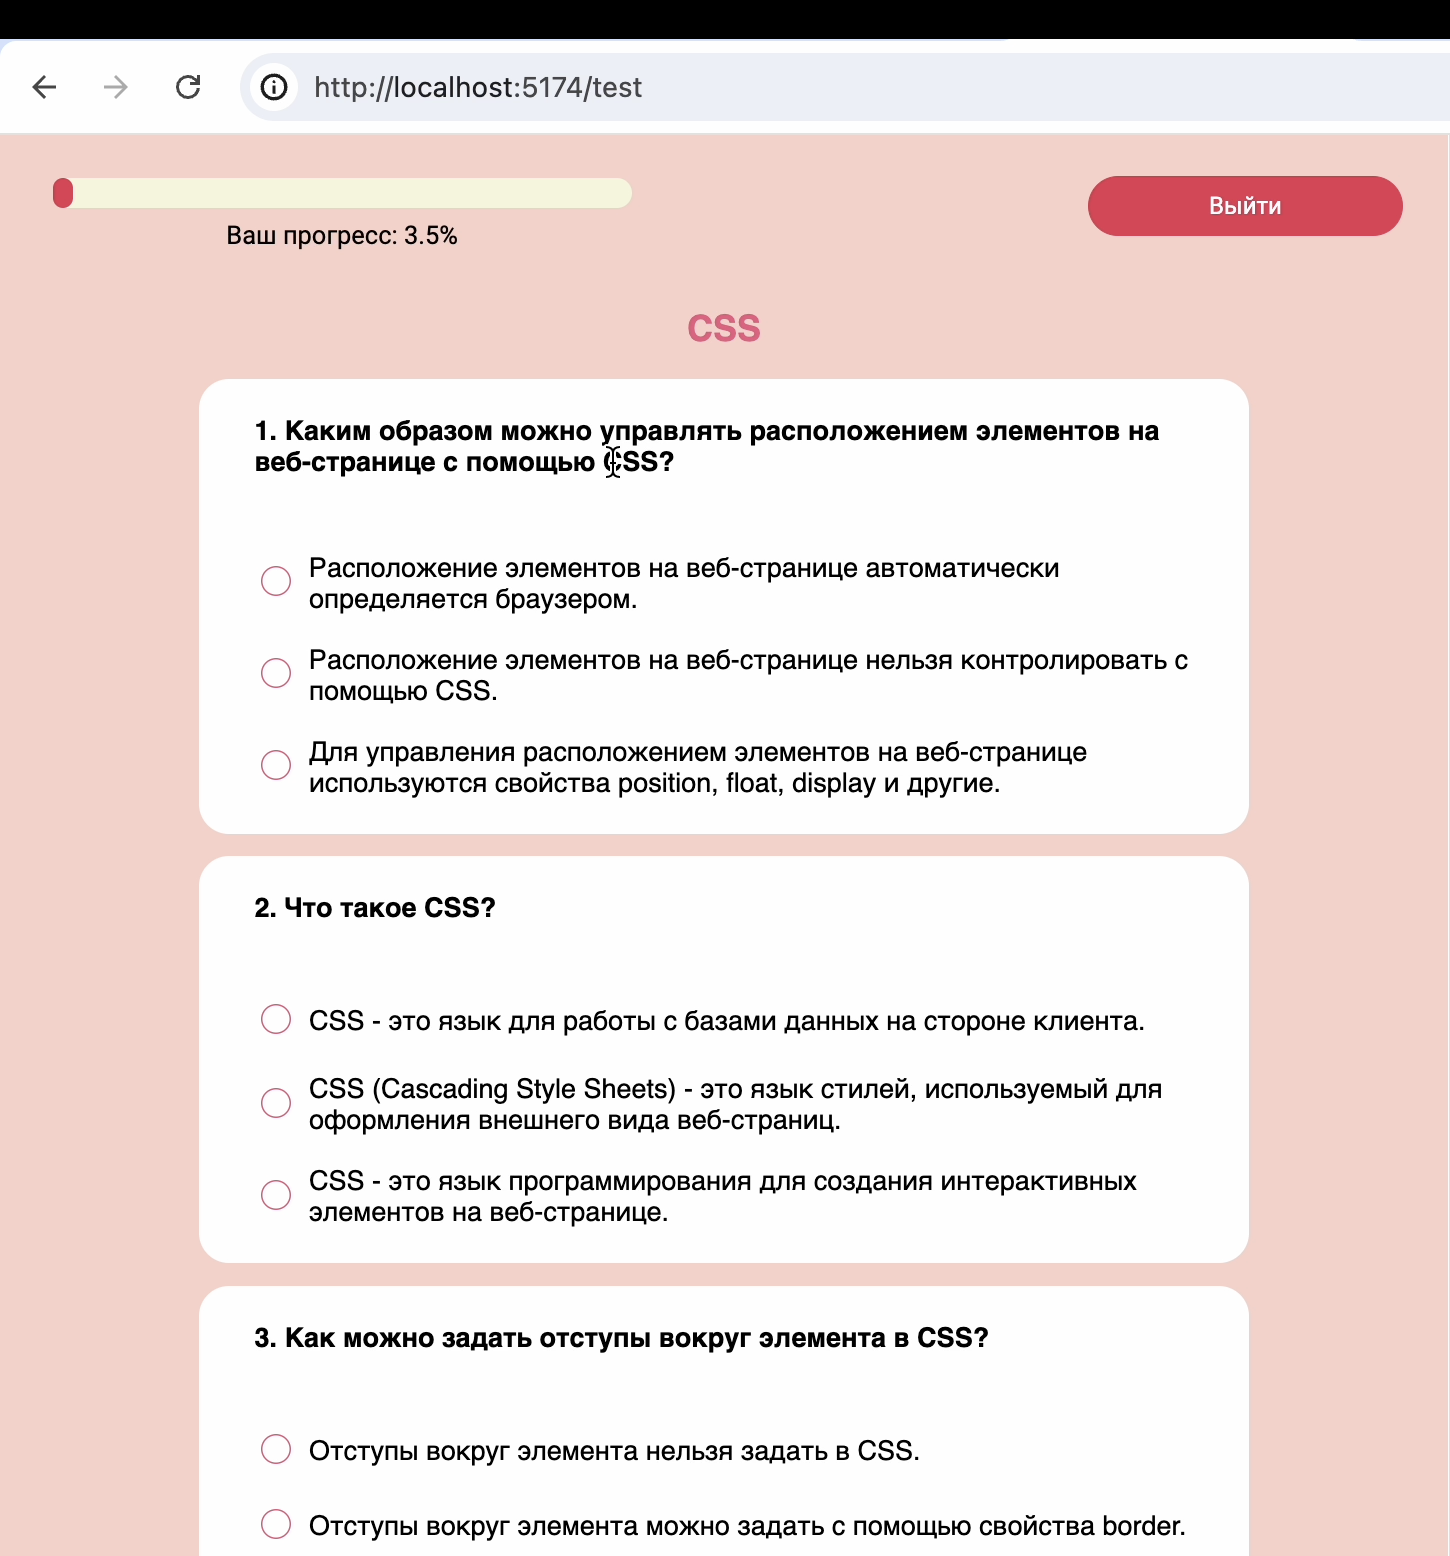 http://localhost:5174/test
Ваш прогресс: 3.5%
Выйти
CSS
1. Каким образом можно управлять расположением элементов на
веб-странице с помощью CSS?
Расположение элементов на веб-странице автоматически
определяется браузером.
Расположение элементов на веб-странице нельзя контролировать с
помощью CSS.
Для управления расположением элементов на веб-странице
используются свойства position, float, display и другие.
2. Что такое CSS?
CSS - это язык для работы с базами данных на стороне клиента.
CSS (Cascading Style Sheets) - это язык стилей, используемый для
оформления внешнего вида веб-страниц.
CSS - это язык программирования для создания интерактивных
элементов на веб-странице.
3. Как можно задать отступы вокруг элемента в CSS?
Отступы вокруг элемента нельзя задать в CSS.
Отступы вокруг элемента можно задать с помощью свойства border.